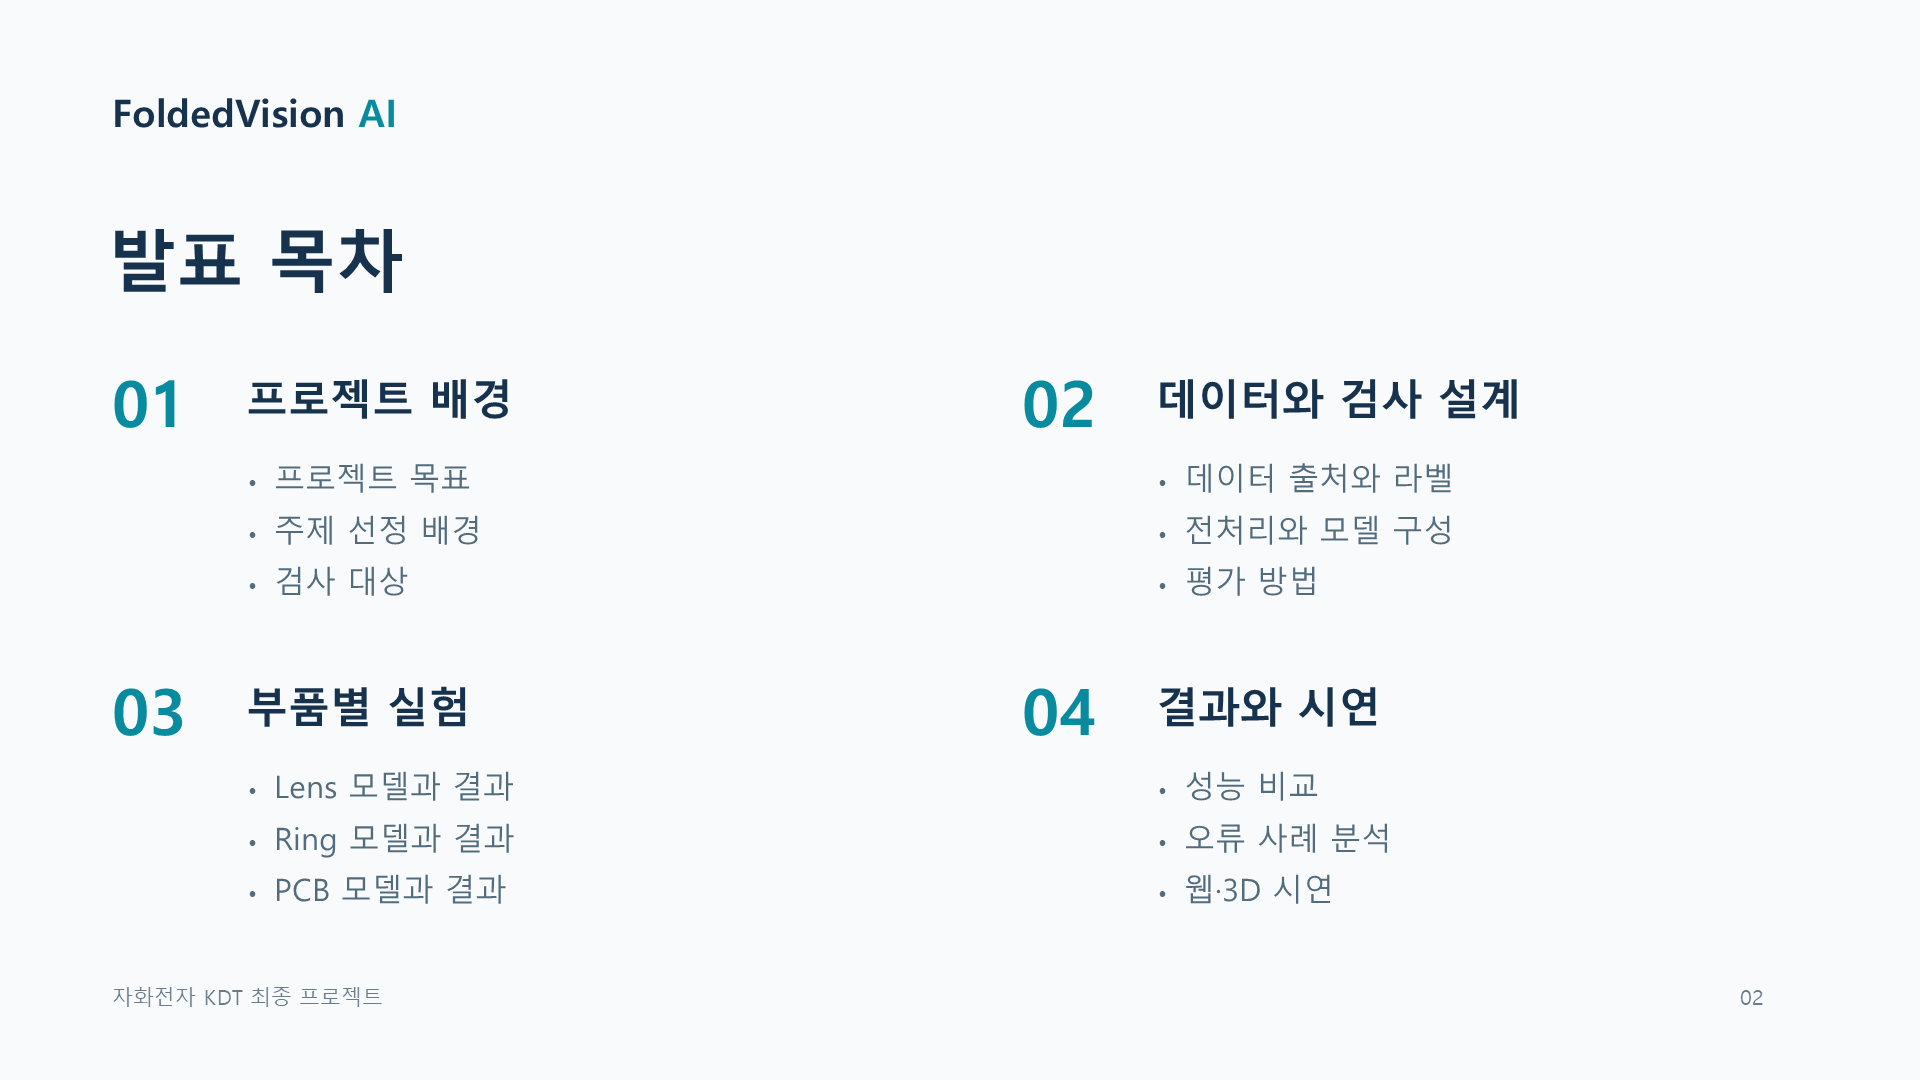 FoldedVision AI
발표 목차
01 프로젝트 배경
• 프로젝트 목표
• 주제 선정 배경
• 검사 대상
02 데이터와 검사 설계
• 데이터 출처와 라벨
• 전처리와 모델 구성
• 평가 방법
03 부품별 실험
• Lens 모델과 결과
• Ring 모델과 결과
• PCB 모델과 결과
04 결과와 시연
• 성능 비교
• 오류 사례 분석
• 웹·3D 시연
자화전자 KDT 최종 프로젝트
02